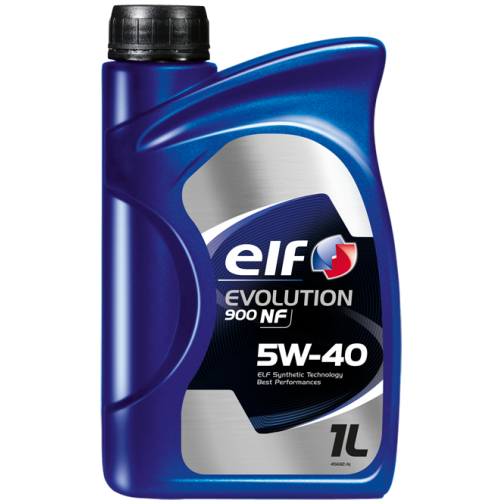 elf
EVOLUTION
900 NF
5W-40
ELF Synthetic Technology
Best Performances
1L